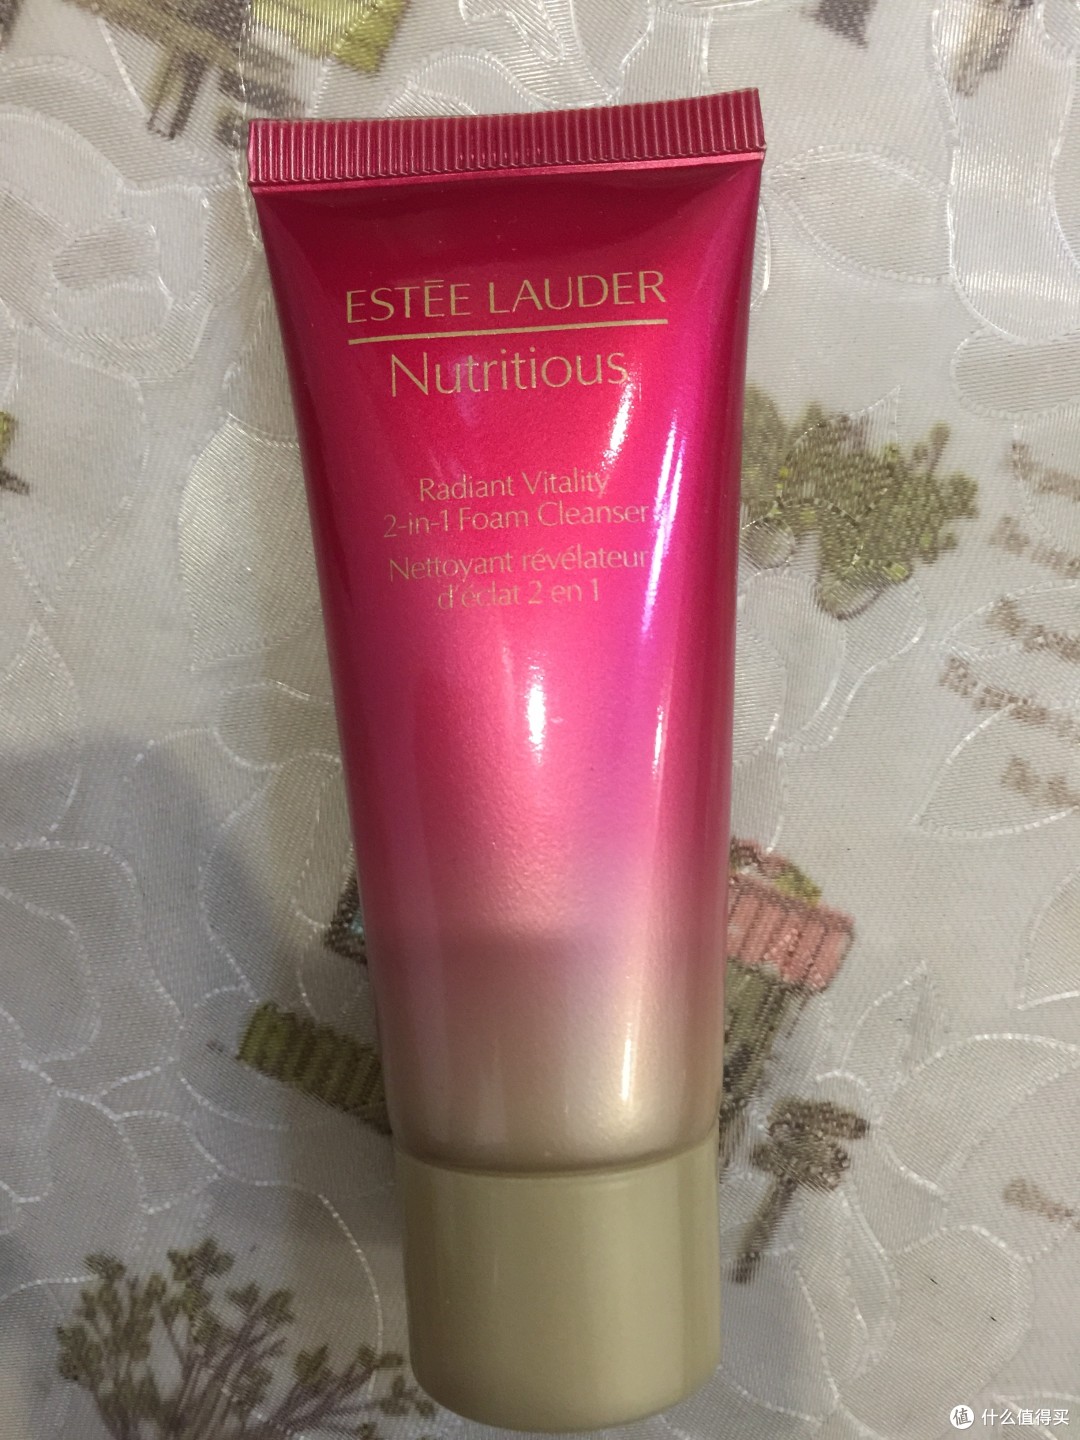 ESTĒE LAUDER
Nutritious
Radiant Vitality
2-in-1 Foam Cleanser
Nettoyant révélateur
d'éclat 2 en 1
值 什么值得买